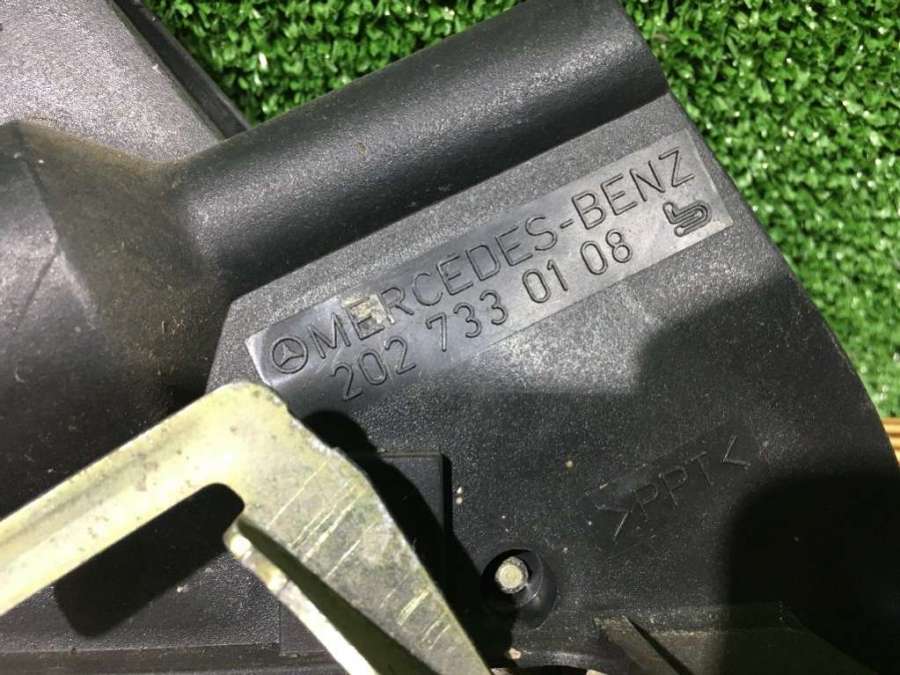 MERCEDES-BENZ
202 733 01 08
>PPT<